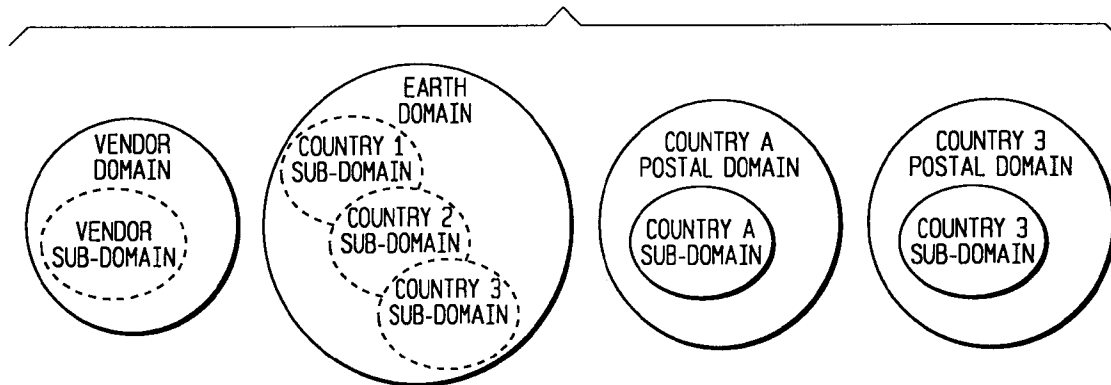 VENDOR
DOMAIN
VENDOR
SUB-DOMAIN
EARTH
DOMAIN
COUNTRY 1
SUB-DOMAIN
COUNTRY 2
SUB-DOMAIN
COUNTRY 3
SUB-DOMAIN
COUNTRY A
POSTAL DOMAIN
COUNTRY A
SUB-DOMAIN
COUNTRY 3
POSTAL DOMAIN
COUNTRY 3
SUB-DOMAIN